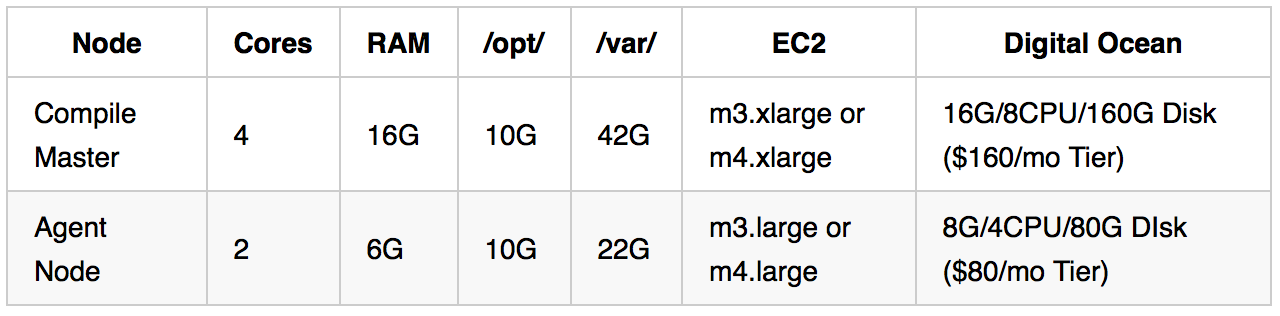 Node Cores RAM /opt/ /var/ EC2 Digital Ocean
Compile Master 4 16G 10G 42G m3.xlarge or m4.xlarge 16G/8CPU/160G Disk ($160/mo Tier)
Agent Node 2 6G 10G 22G m3.large or m4.large 8G/4CPU/80G DIsk ($80/mo Tier)